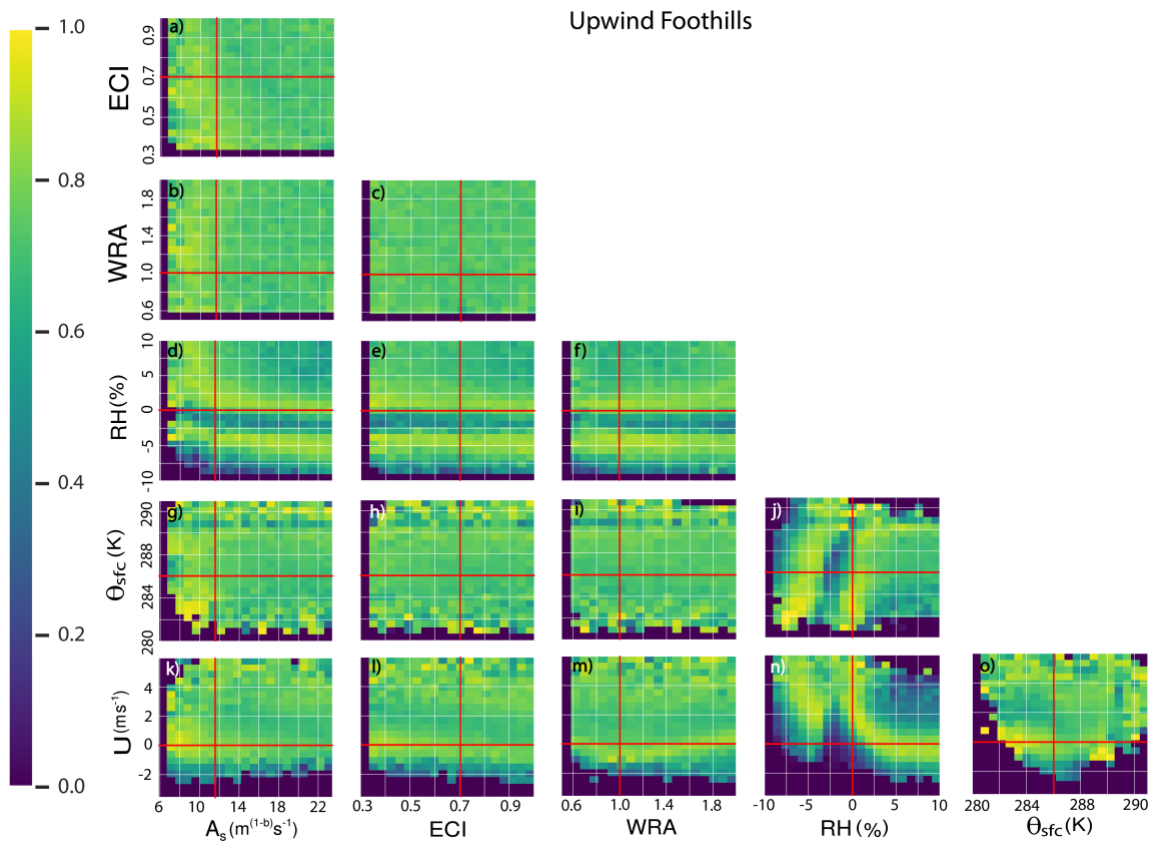 Upwind Foothills
1.0
0.8
0.6
0.4
0.2
0.0
ECI
0.9
0.7
0.5
0.3
a)
WRA
1.8
1.4
1.0
0.6
b)
c)
RH(%)
10
5
0
-5
-10
d)
e)
f)
Θsfc(K)
290
288
284
280
g)
h)
i)
j)
U(ms⁻¹)
4
2
0
-2
k)
l)
m)
n)
o)
6 10 14 18 22
0.3 0.5 0.7 0.9
0.6 1.0 1.4 1.8
-10 -5 0 5 10
280 284 288 290
As(m(1-b)s-1)
ECI
WRA
RH(%)
Θsfc(K)